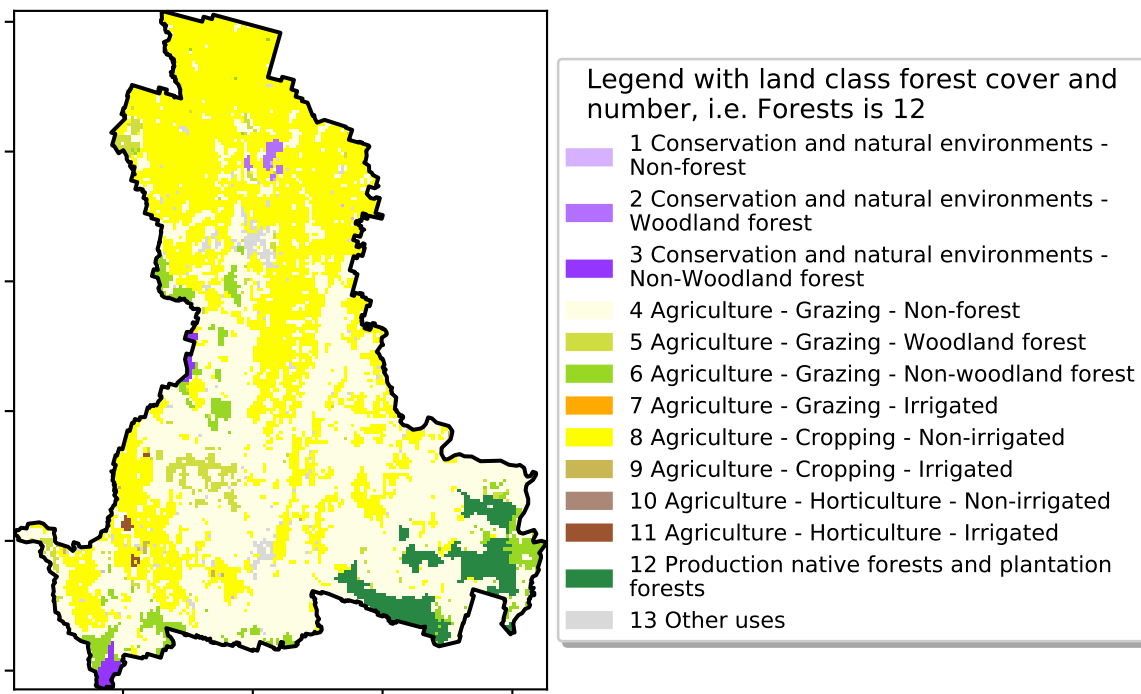 Legend with land class forest cover and
number, i.e. Forests is 12
1 Conservation and natural environments -
Non-forest
2 Conservation and natural environments -
Woodland forest
3 Conservation and natural environments -
Non-Woodland forest
4 Agriculture - Grazing - Non-forest
5 Agriculture - Grazing - Woodland forest
6 Agriculture - Grazing - Non-woodland forest
7 Agriculture - Grazing - Irrigated
8 Agriculture - Cropping - Non-irrigated
9 Agriculture - Cropping - Irrigated
10 Agriculture - Horticulture - Non-irrigated
11 Agriculture - Horticulture - Irrigated
12 Production native forests and plantation
forests
13 Other uses